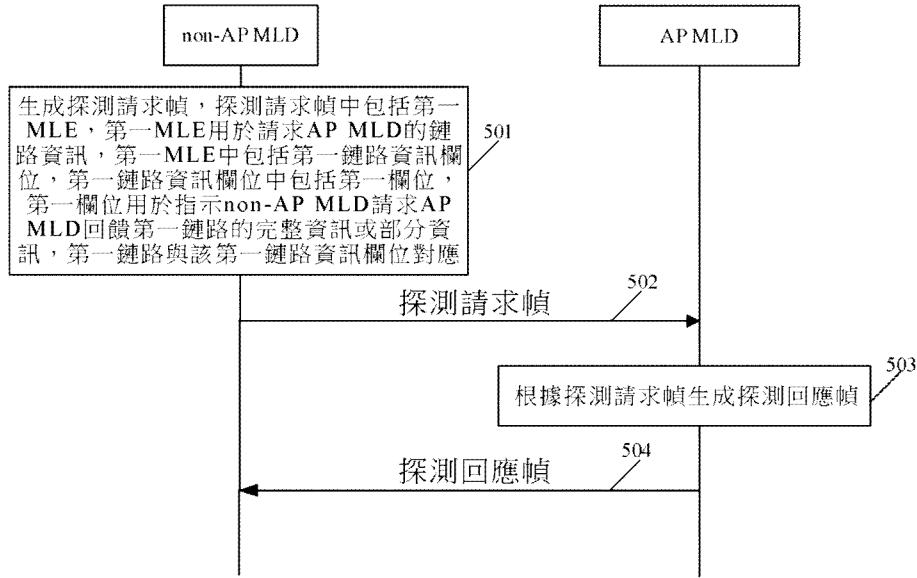 non-AP MLD
AP MLD
生成探測請求幀，探測請求幀中包括第一
MLE，第一MLE用於請求AP MLD的鏈
路資訊，第一MLE中包括第一鏈路資訊欄
位，第一鏈路資訊欄位中包括第一欄位，
第一欄位用於指示non-AP MLD請求AP
MLD回饋第一鏈路的完整資訊或部分資
訊，第一鏈路與該第一鏈路資訊欄位對應
501
探測請求幀
502
根據探測請求幀生成探測回應幀
503
探測回應幀
504